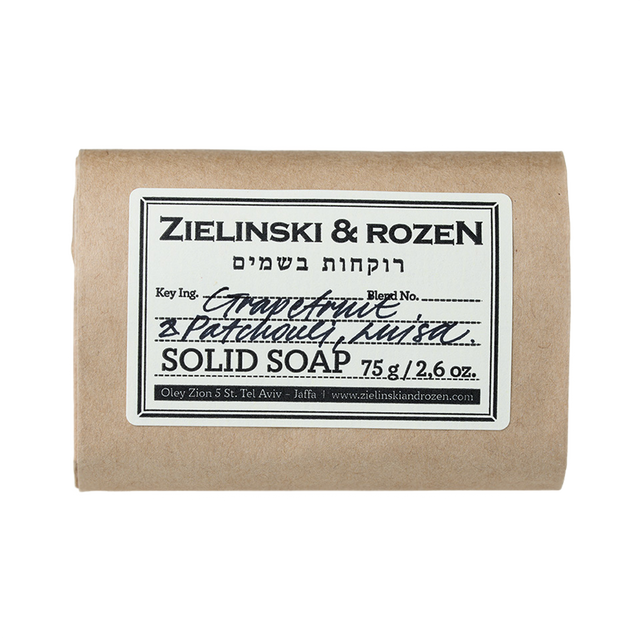 ZIELINSKI & ROZEN
רוקחות בשמים
Key Ing. Grapefruit Blend No.
& Patchouli, Luisa.
SOLID SOAP 75 g / 2,6 oz.
Oley Zion 5 St. Tel Aviv - Jaffa | www.zielinskiandrozen.com